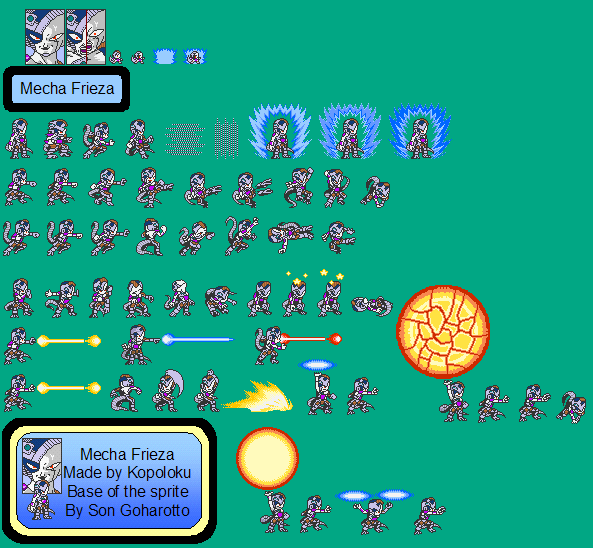 Mecha Frieza
Mecha Frieza
Made by Kopoloku
Base of the sprite
By Son Goharotto